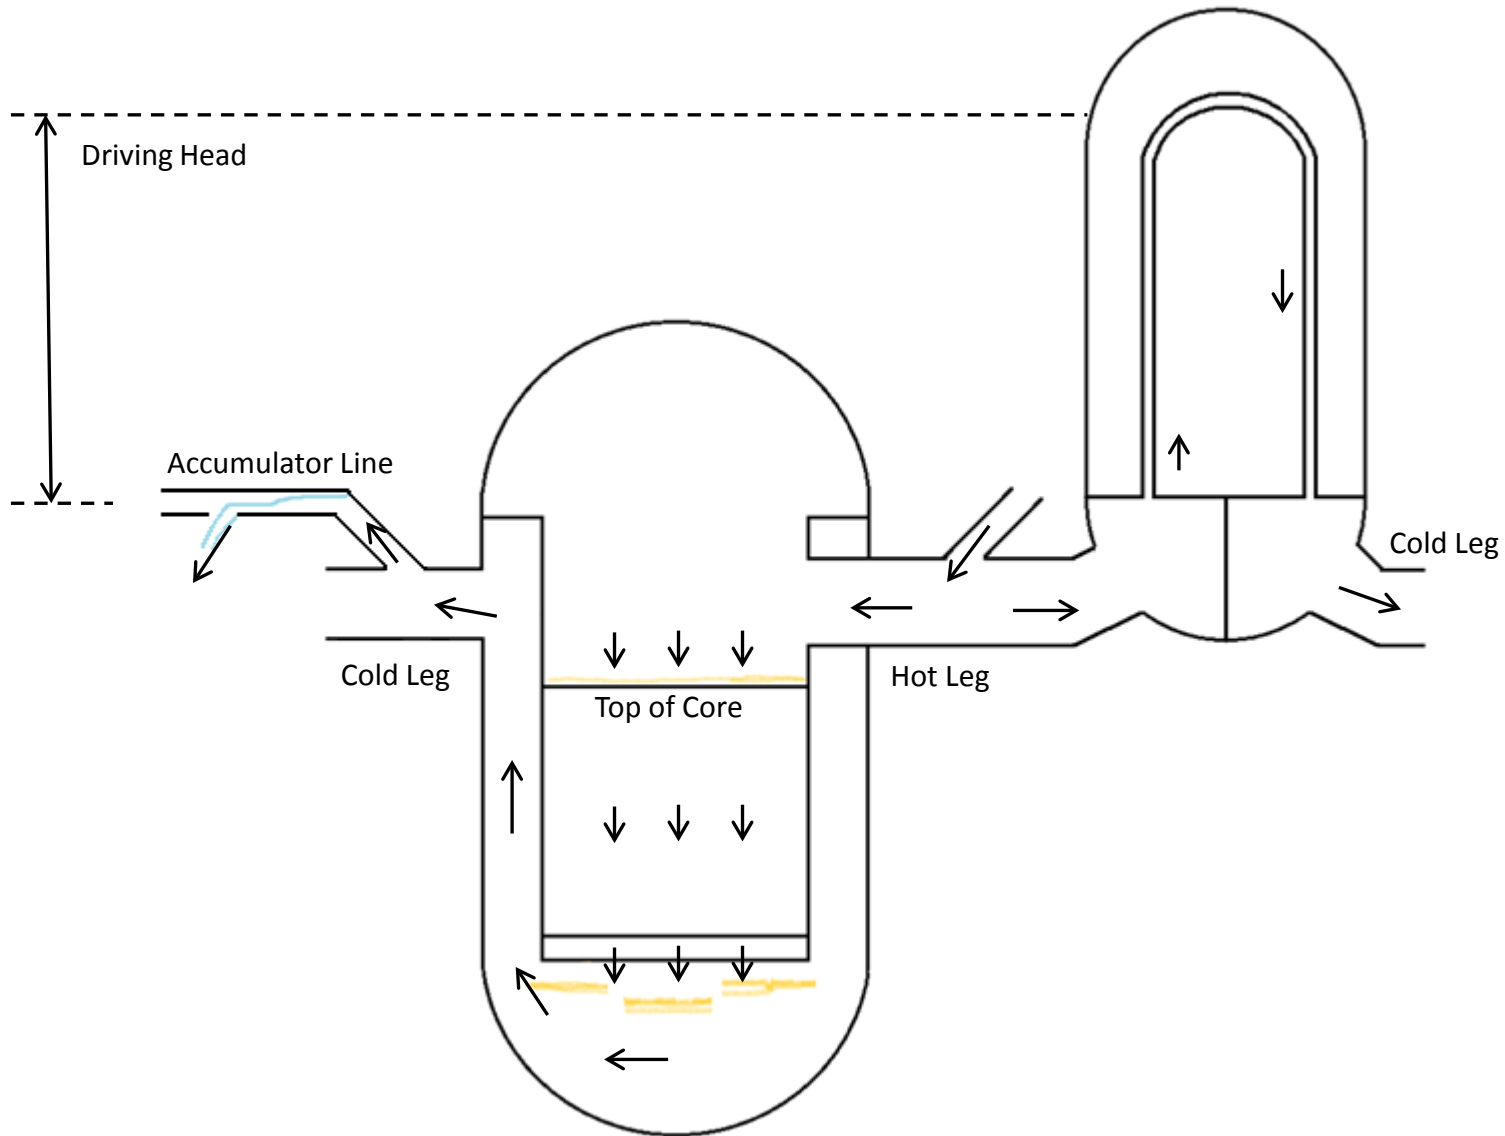 Driving Head
Accumulator Line
Cold Leg
Cold Leg
Hot Leg
Top of Core